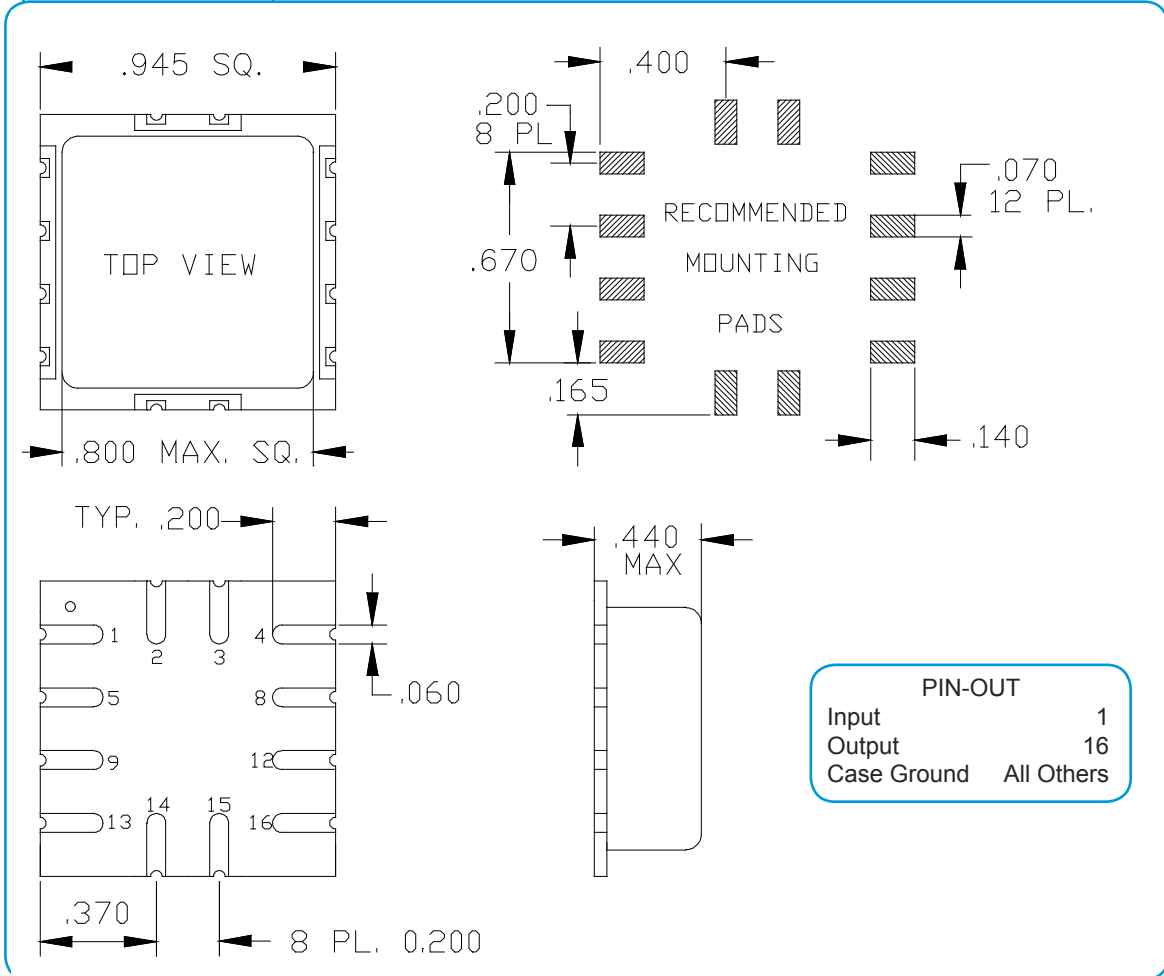 .945 SQ.
TOP VIEW
.800 MAX. SQ.
.400
.200
8 PL
.670
.165
RECOMMENDED
MOUNTING
PADS
.070
12 PL.
.140
TYP. .200
1
2
3
4
5
8
9
12
13
14
15
16
.060
.370
8 PL. 0.200
.440
MAX
PIN-OUT
Input 1
Output 16
Case Ground All Others